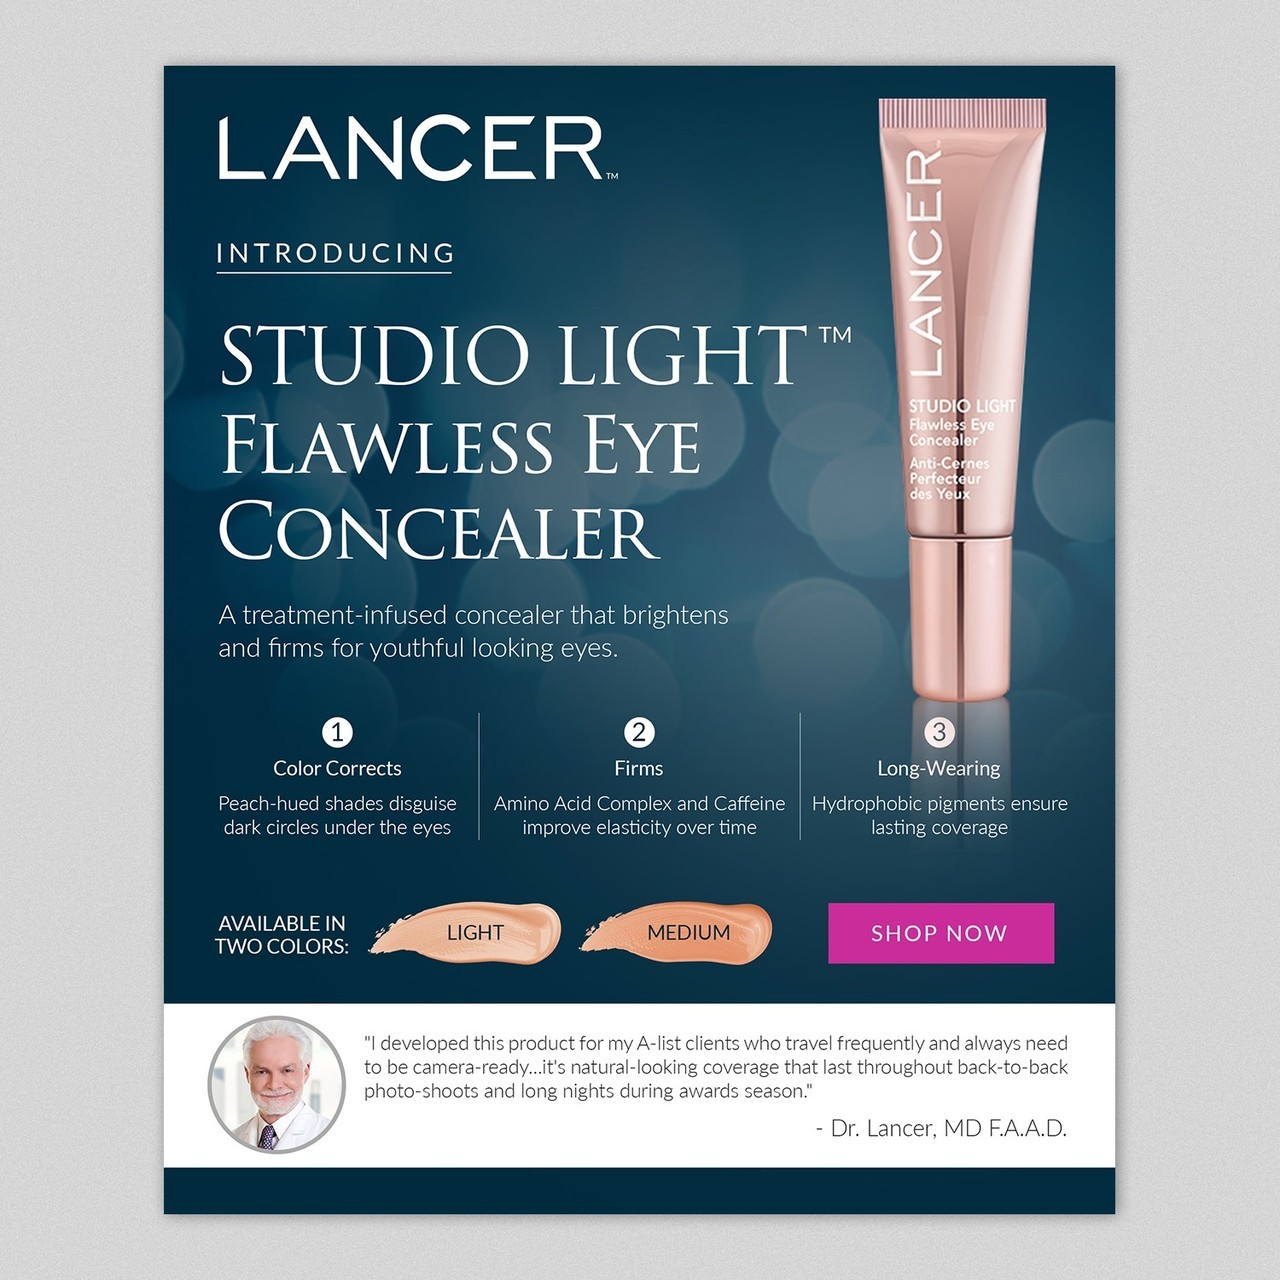 LANCER™
INTRODUCING
STUDIO LIGHT™
FLAWLESS EYE
CONCEALER
A treatment-infused concealer that brightens
and firms for youthful looking eyes.
LANCER™
STUDIO LIGHT
Flawless Eye
Concealer
Anti-Cernes
Perfecteur
des Yeux
1
Color Corrects
Peach-hued shades disguise
dark circles under the eyes
2
Firms
Amino Acid Complex and Caffeine
improve elasticity over time
3
Long-Wearing
Hydrophobic pigments ensure
lasting coverage
AVAILABLE IN
TWO COLORS:
LIGHT
MEDIUM
SHOP NOW
"I developed this product for my A-list clients who travel frequently and always need
to be camera-ready...it's natural-looking coverage that last throughout back-to-back
photo-shoots and long nights during awards season."
- Dr. Lancer, MD F.A.A.D.